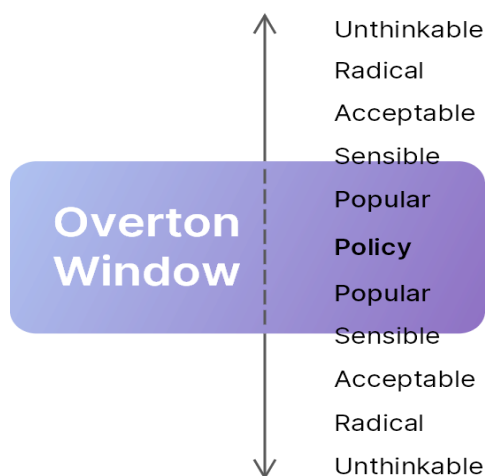 Unthinkable
Radical
Acceptable
Sensible
Overton
Window
Popular
Policy
Popular
Sensible
Acceptable
Radical
Unthinkable